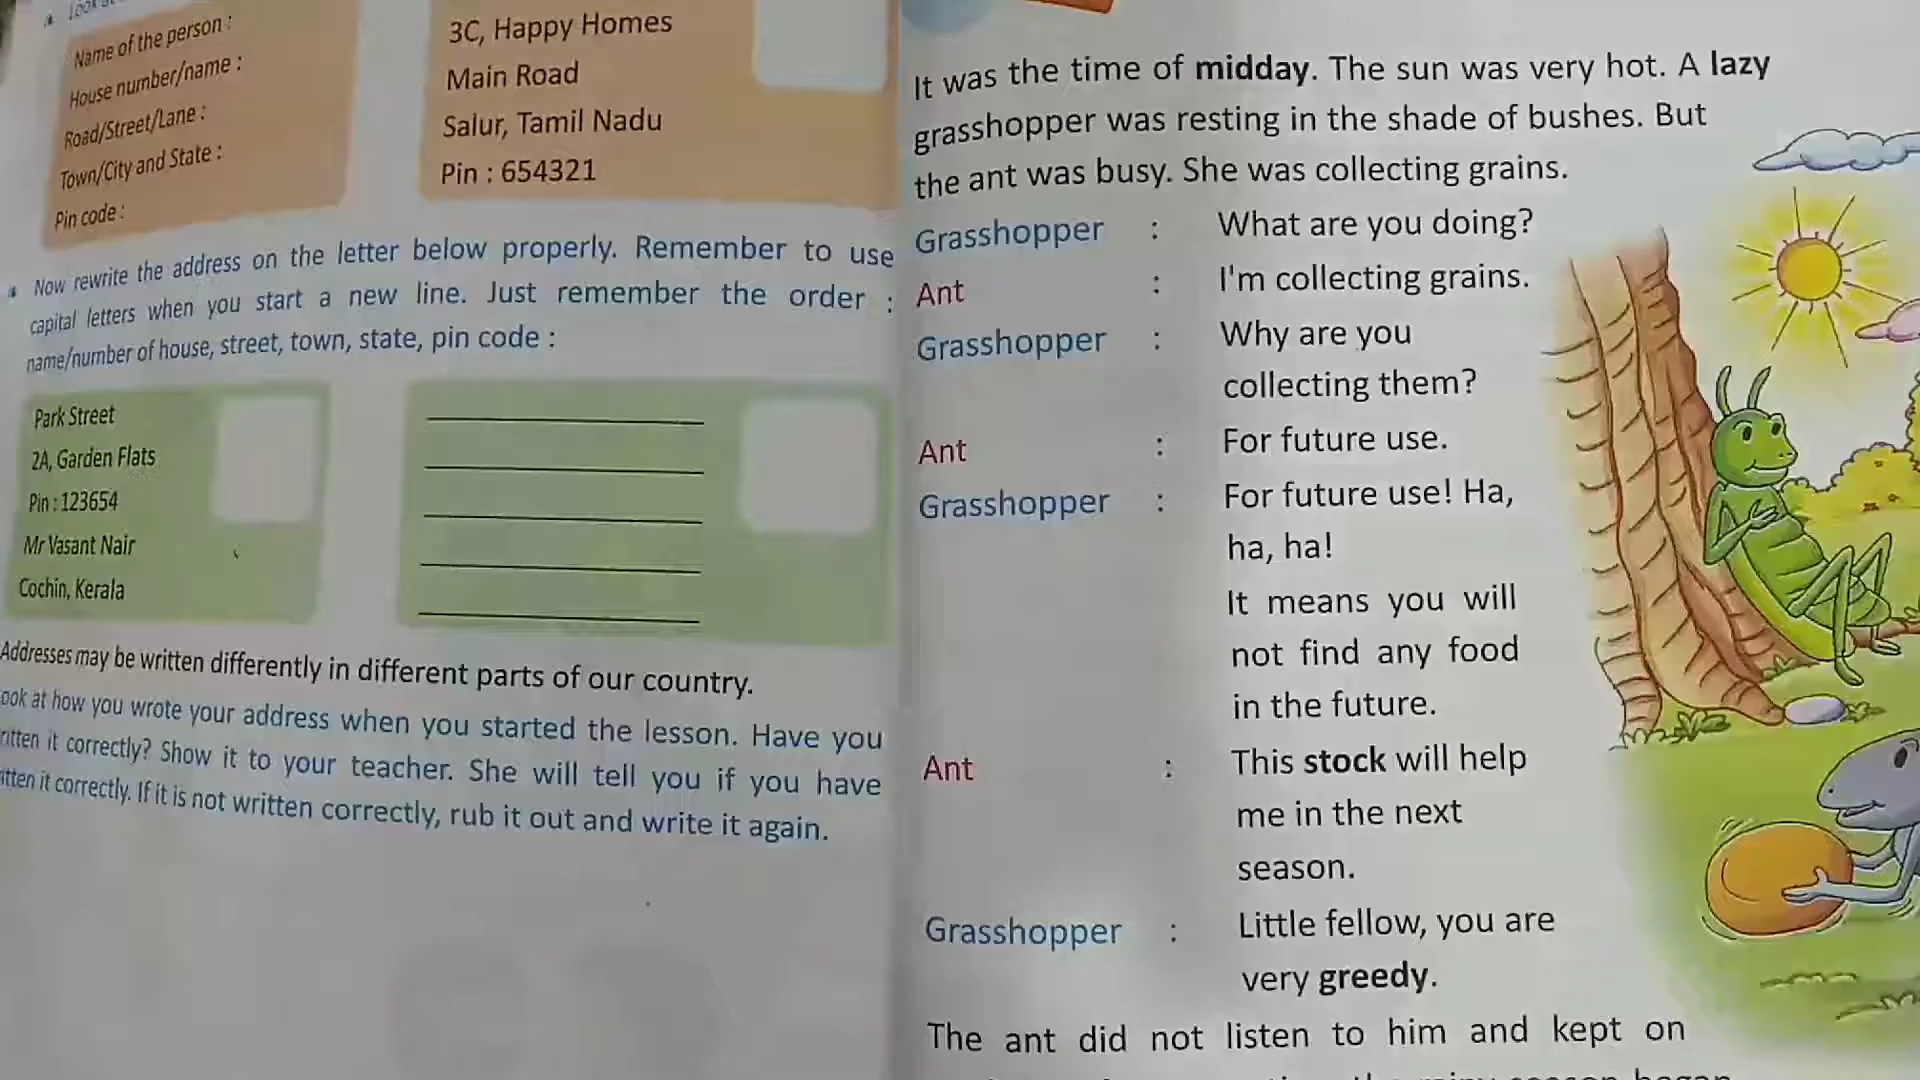 Look
Name of the person :
House number/name :
Road/Street/Lane :
Town/City and State :
Pin code :
3C, Happy Homes
Main Road
Salur, Tamil Nadu
Pin : 654321
Now rewrite the address on the letter below properly. Remember to use
capital letters when you start a new line. Just remember the order :
name/number of house, street, town, state, pin code :
Park Street
2A, Garden Flats
Pin : 123654
Mr Vasant Nair
Cochin, Kerala
Addresses may be written differently in different parts of our country.
ook at how you wrote your address when you started the lesson. Have you
ritten it correctly? Show it to your teacher. She will tell you if you have
itten it correctly. If it is not written correctly, rub it out and write it again.
It was the time of midday. The sun was very hot. A lazy
grasshopper was resting in the shade of bushes. But
the ant was busy. She was collecting grains.
Grasshopper : What are you doing?
Ant : I'm collecting grains.
Grasshopper : Why are you
collecting them?
Ant : For future use.
Grasshopper : For future use! Ha,
ha, ha!
It means you will
not find any food
in the future.
Ant : This stock will help
me in the next
season.
Grasshopper : Little fellow, you are
very greedy.
The ant did not listen to him and kept on
the rainy season began